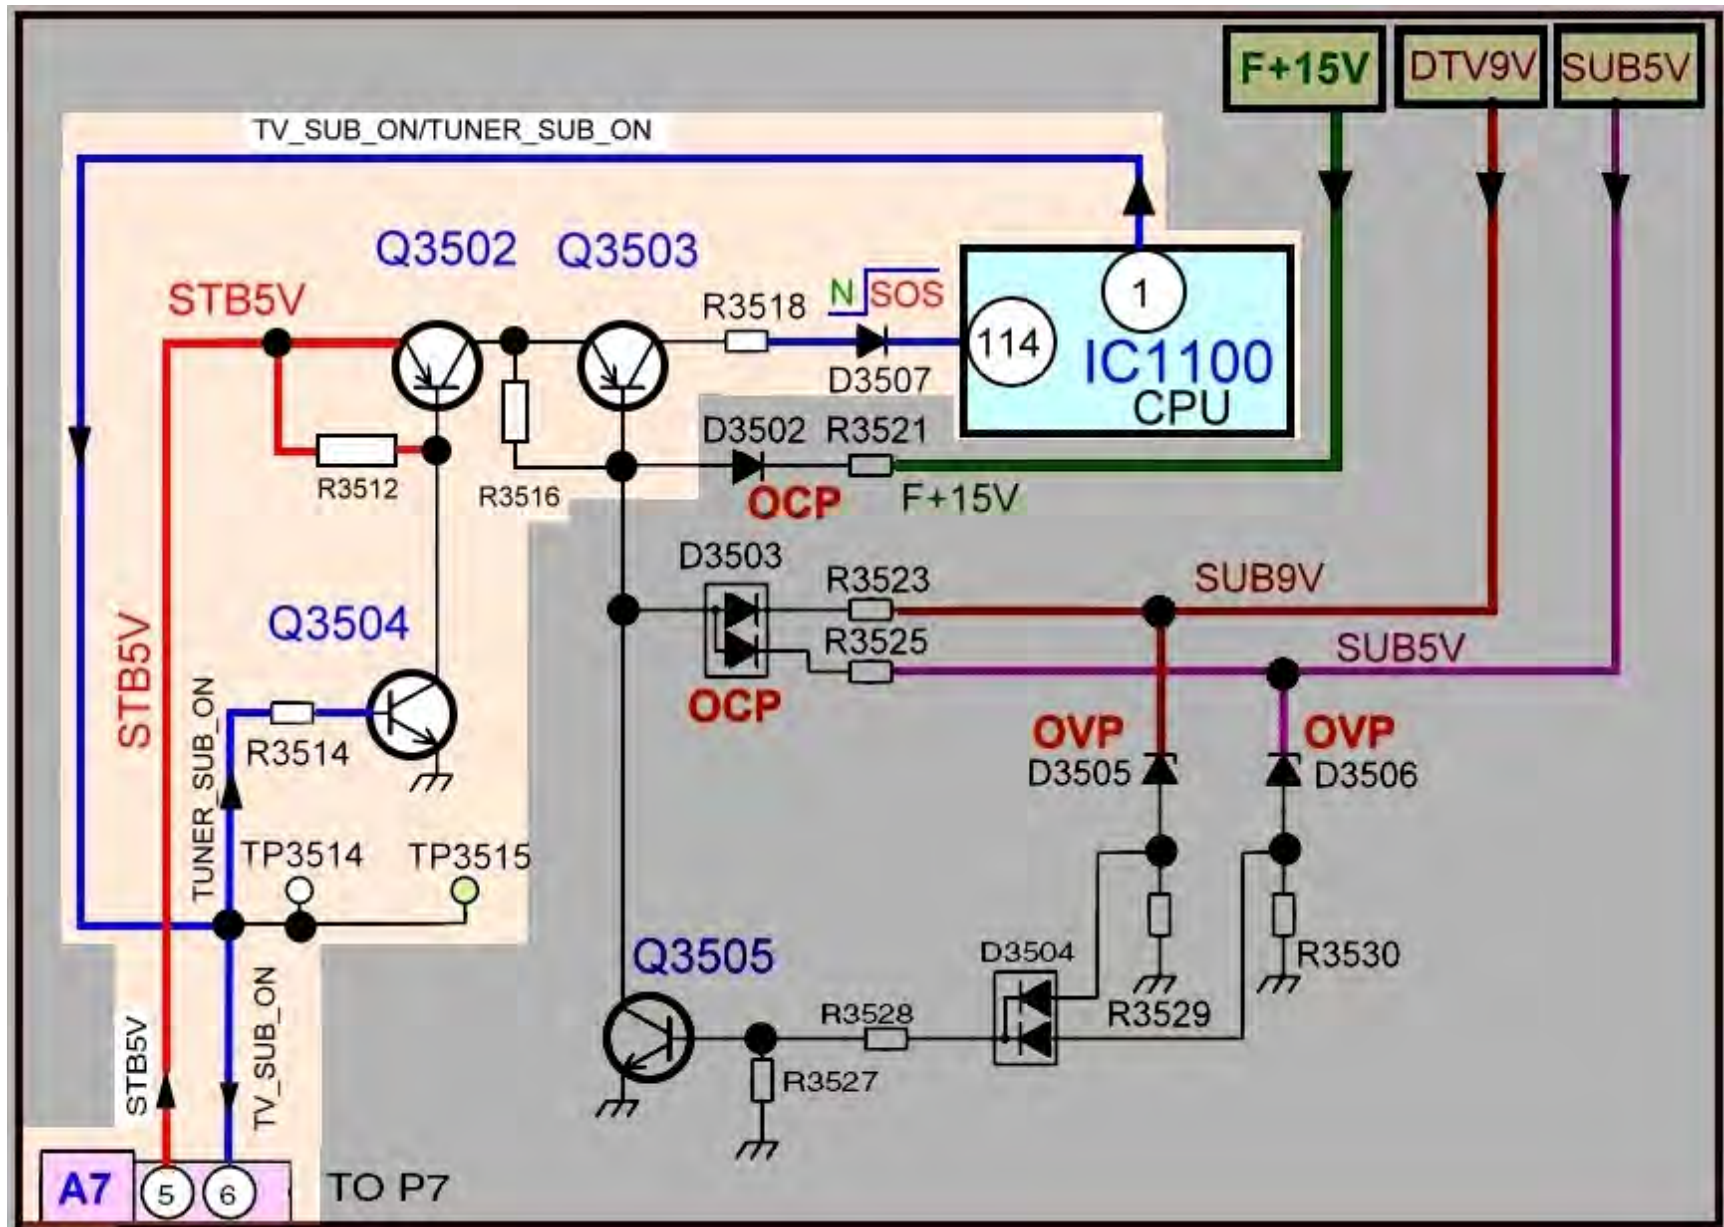 F+15V DTV9V SUB5V
TV_SUB_ON/TUNER_SUB_ON
Q3502 Q3503
STB5V
R3518
N SOS
1
114
IC1100
CPU
D3507
D3502 R3521
OCP
F+15V
R3512
R3516
D3503
R3523
SUB9V
R3525
SUB5V
OCP
Q3504
STB5V
TUNER_SUB_ON
R3514
OVP
D3505
OVP
D3506
TP3514
TP3515
Q3505
D3504
R3530
R3529
R3528
R3527
STB5V
TV_SUB_ON
A7
5
6
TO P7